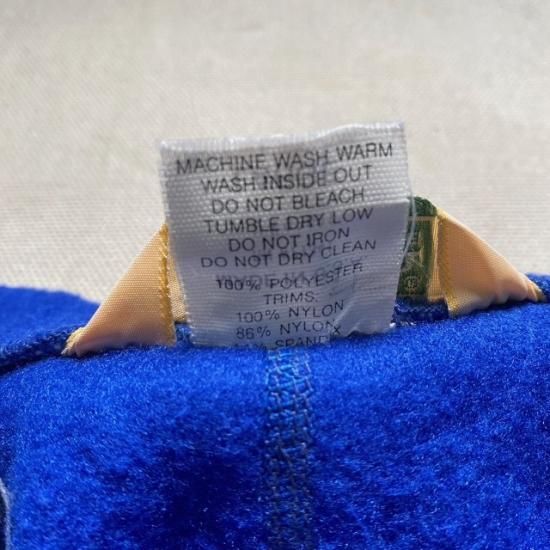 MACHINE WASH WARM
WASH INSIDE OUT
DO NOT BLEACH
TUMBLE DRY LOW
DO NOT IRON
DO NOT DRY CLEAN
100% POLYESTER
TRIMS:
100% NYLON
86% NYLON